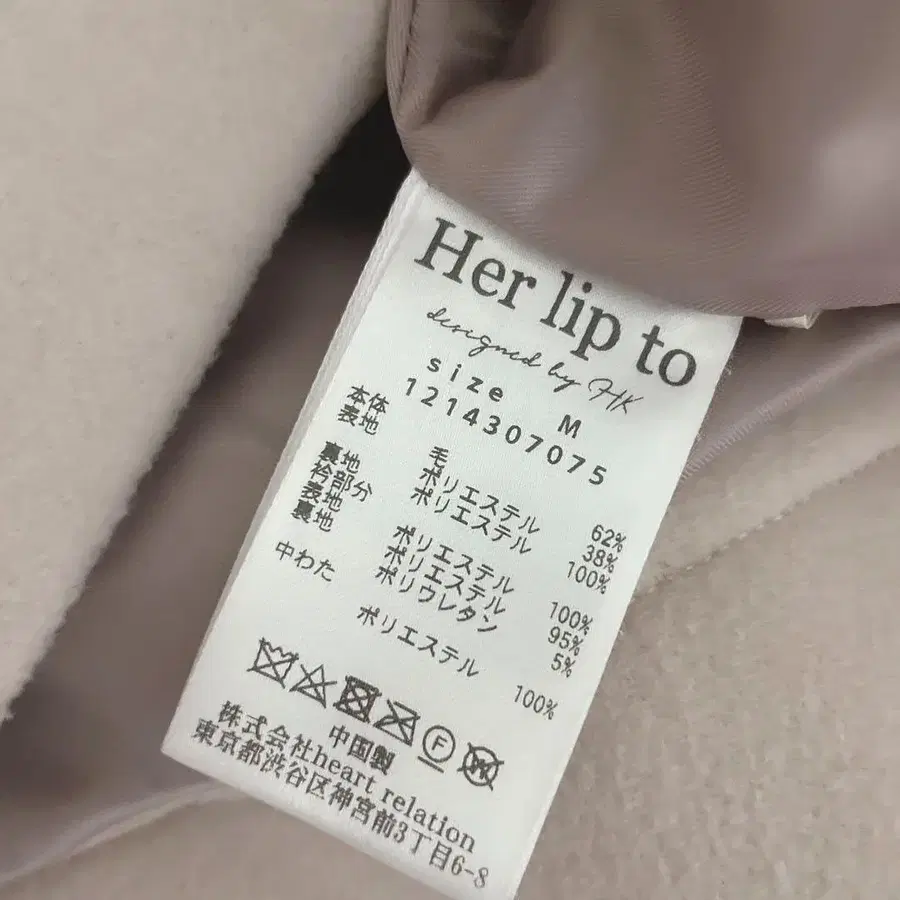 Her lip to
designed by HK
size M
1214307075
本体
表地 毛 62%
ポリエステル 38%
裏地 ポリエステル 100%
衿部分
表地 ポリエステル 100%
裏地 ポリエステル 95%
ポリウレタン 5%
中わた ポリエステル 100%
F
W
中国製
株式会社heart relation
東京都渋谷区神宮前3丁目6-8